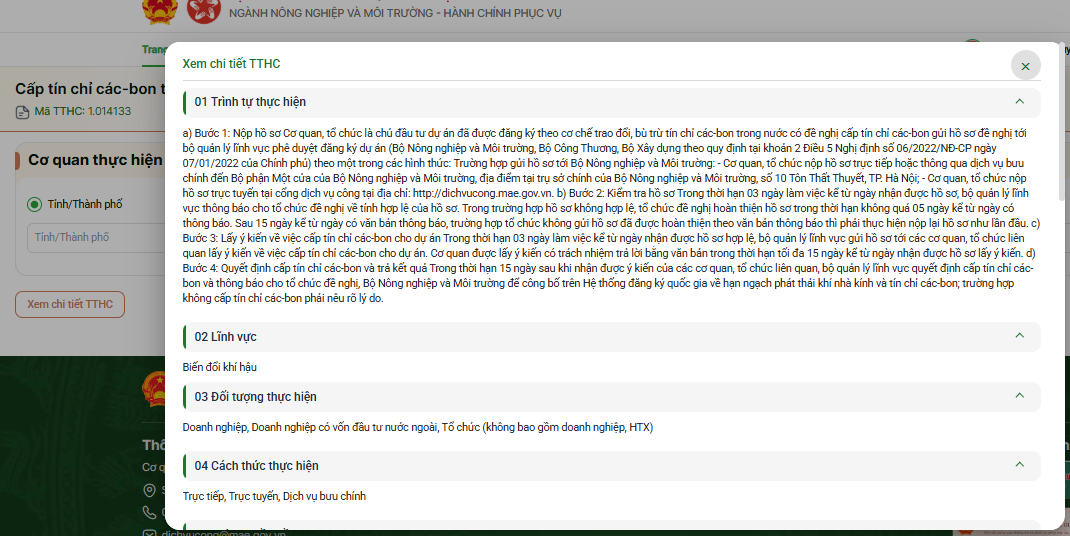 NGÀNH NÔNG NGHIỆP VÀ MÔI TRƯỜNG - HÀNH CHÍNH PHỤC VỤ
Trang
Cấp tín chỉ các-bon t
Mã TTHC: 1.014133
Cơ quan thực hiện
Tỉnh/Thành phố
Tỉnh/Thành phố
Xem chi tiết TTHC
Xem chi tiết TTHC
01 Trình tự thực hiện
a) Bước 1: Nộp hồ sơ Cơ quan, tổ chức là chủ đầu tư dự án đã được đăng ký theo cơ chế trao đổi, bù trừ tín chỉ các-bon trong nước có đề nghị cấp tín chỉ các-bon gửi hồ sơ đề nghị tới
bộ quản lý lĩnh vực phê duyệt đăng ký dự án (Bộ Nông nghiệp và Môi trường, Bộ Công Thương, Bộ Xây dựng theo quy định tại khoản 2 Điều 5 Nghị định số 06/2022/NĐ-CP ngày
07/01/2022 của Chính phủ) theo một trong các hình thức: Trường hợp gửi hồ sơ tới Bộ Nông nghiệp và Môi trường: - Cơ quan, tổ chức nộp hồ sơ trực tiếp hoặc thông qua dịch vụ bưu
chính đến Bộ phận Một cửa của Bộ Nông nghiệp và Môi trường, địa điểm tại trụ sở chính của Bộ Nông nghiệp và Môi trường, số 10 Tôn Thất Thuyết, TP. Hà Nội; - Cơ quan, tổ chức nộp
hồ sơ trực tuyến tại cổng dịch vụ công tại địa chỉ: http://dichvucong.mae.gov.vn. b) Bước 2: Kiểm tra hồ sơ Trong thời hạn 03 ngày làm việc kể từ ngày nhận được hồ sơ, bộ quản lý lĩnh
vực thông báo cho tổ chức đề nghị về tính hợp lệ của hồ sơ. Trong trường hợp hồ sơ không hợp lệ, tổ chức đề nghị hoàn thiện hồ sơ trong thời hạn không quá 05 ngày kể từ ngày có
thông báo. Sau 15 ngày kể từ ngày có văn bản thông báo, trường hợp tổ chức không gửi hồ sơ đã được hoàn thiện theo văn bản thông báo thì phải thực hiện nộp lại hồ sơ như lần đầu. c)
Bước 3: Lấy ý kiến về việc cấp tín chỉ các-bon cho dự án Trong thời hạn 03 ngày làm việc kể từ ngày nhận được hồ sơ hợp lệ, bộ quản lý lĩnh vực gửi hồ sơ tới các cơ quan, tổ chức liên
quan lấy ý kiến về việc cấp tín chỉ các-bon cho dự án. Cơ quan được lấy ý kiến có trách nhiệm trả lời bằng văn bản trong thời hạn tối đa 15 ngày kể từ ngày nhận được hồ sơ lấy ý kiến. d)
Bước 4: Quyết định cấp tín chỉ các-bon và trả kết quả Trong thời hạn 15 ngày sau khi nhận được ý kiến của các cơ quan, tổ chức liên quan, bộ quản lý lĩnh vực quyết định cấp tín chỉ các-
bon và thông báo cho tổ chức đề nghị, Bộ Nông nghiệp và Môi trường để công bố trên Hệ thống đăng ký quốc gia về hạn ngạch phát thải khí nhà kính và tín chỉ các-bon; trường hợp
không cấp tín chỉ các-bon phải nêu rõ lý do.
02 Lĩnh vực
Biến đổi khí hậu
03 Đối tượng thực hiện
Doanh nghiệp, Doanh nghiệp có vốn đầu tư nước ngoài, Tổ chức (không bao gồm doanh nghiệp, HTX)
04 Cách thức thực hiện
Trực tiếp, Trực tuyến, Dịch vụ bưu chính
Thô
Cơ q
dichvucong@mae.gov.vn